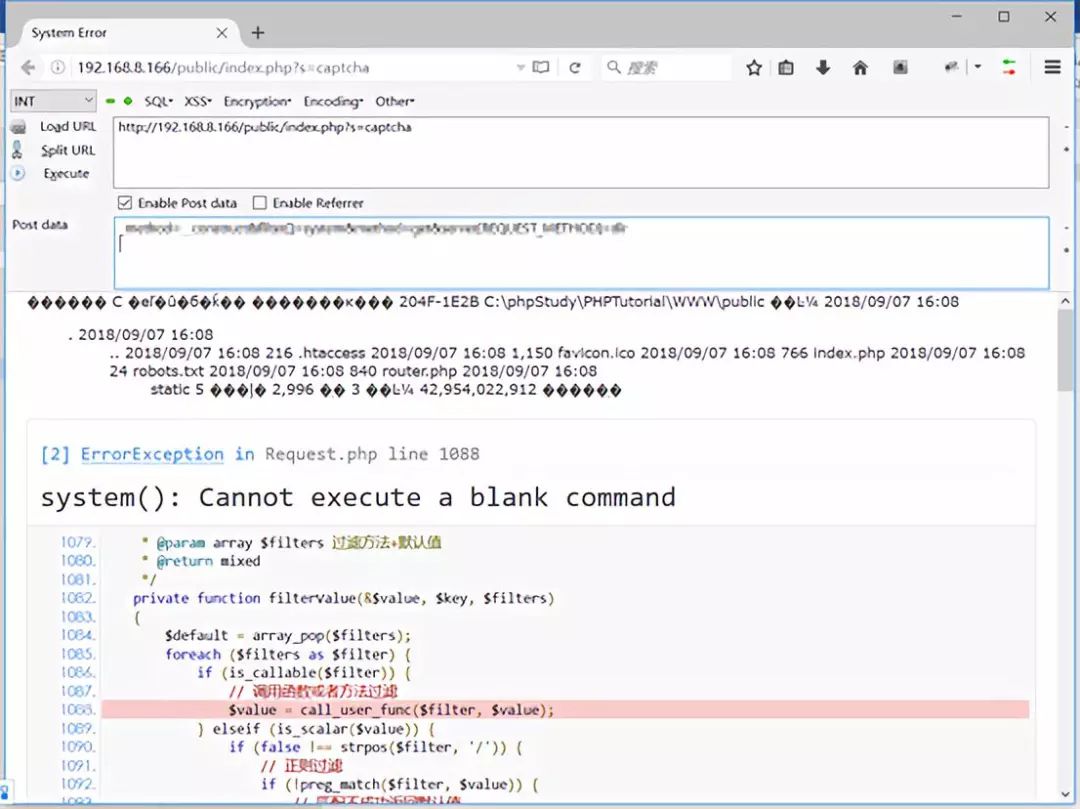 System Error
192.168.8.166/public/index.php?s=captcha
搜索
INT SQL XSS Encryption Encoding Other
Load URL http://192.168.8.166/public/index.php?s=captcha
Split URL
Execute
Enable Post data Enable Referrer
Post data
C 204F-1E2B C:\phpStudy\PHPTutorial\WWW\public 2018/09/07 16:08
. 2018/09/07 16:08
.. 2018/09/07 16:08 216 .htaccess 2018/09/07 16:08 1,150 favicon.ico 2018/09/07 16:08 766 index.php 2018/09/07 16:08
24 robots.txt 2018/09/07 16:08 840 router.php 2018/09/07 16:08
static 5 2,996 3 42,954,022,912
[2] ErrorException in Request.php line 1088
system(): Cannot execute a blank command
1079. * @param array $filters 过滤方法+默认值
1080. * @return mixed
1081. */
1082. private function filterValue(&$value, $key, $filters)
1083. {
1084. $default = array_pop($filters);
1085. foreach ($filters as $filter) {
1086. if (is_callable($filter)) {
1087. // 调用函数或者方法过滤
1088. $value = call_user_func($filter, $value);
1089. } elseif (is_scalar($value)) {
1090. if (false !== strpos($filter, '/')) {
1091. // 正则过滤
1092. if (!preg_match($filter, $value)) {